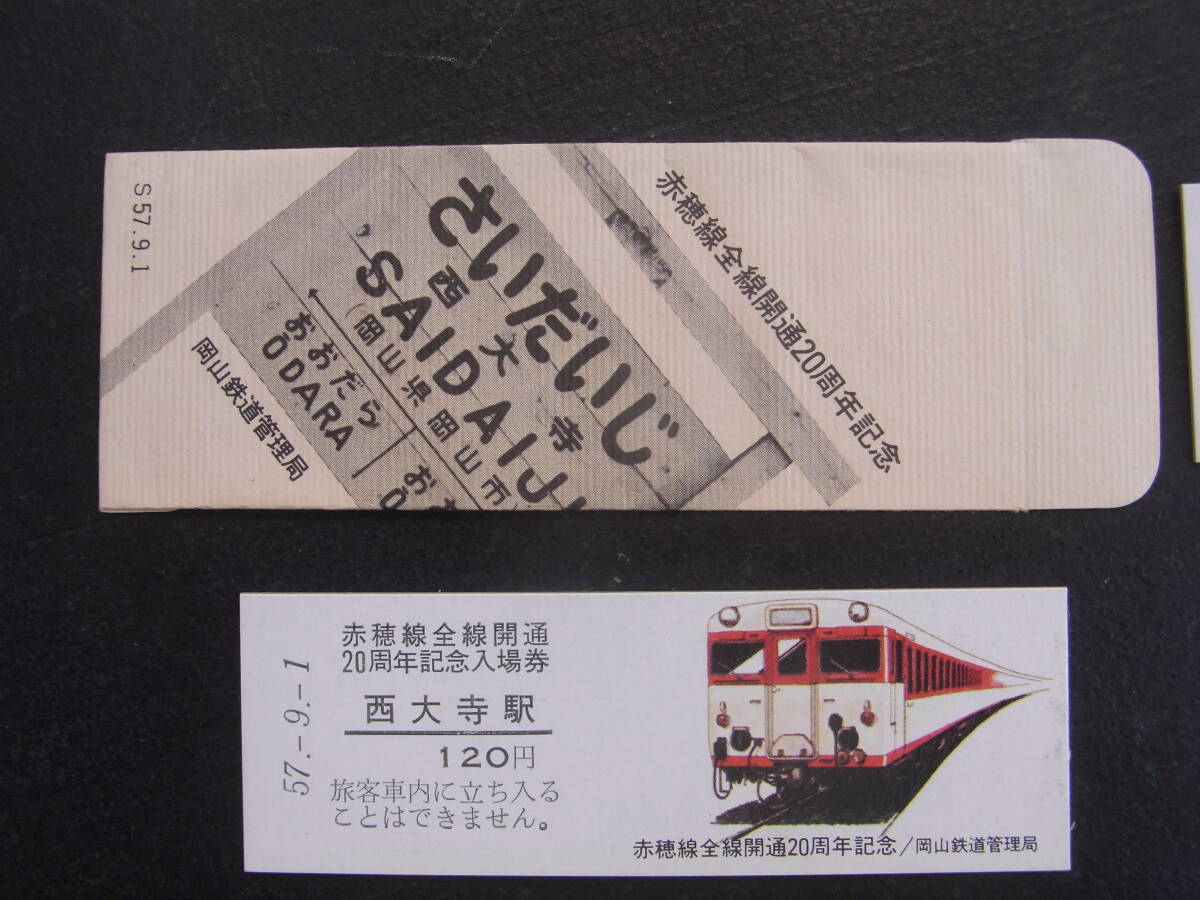 S57.9.1
赤穂線全線開通20周年記念
さいだいじ
西大寺
SAIDAIJI
(岡山県岡山市)
おおだら
ŌDARA
岡山鉄道管理局
57.-9.-1
赤穂線全線開通
20周年記念入場券
西大寺駅
120円
旅客車内に立ち入る
ことはできません。
赤穂線全線開通20周年記念/岡山鉄道管理局